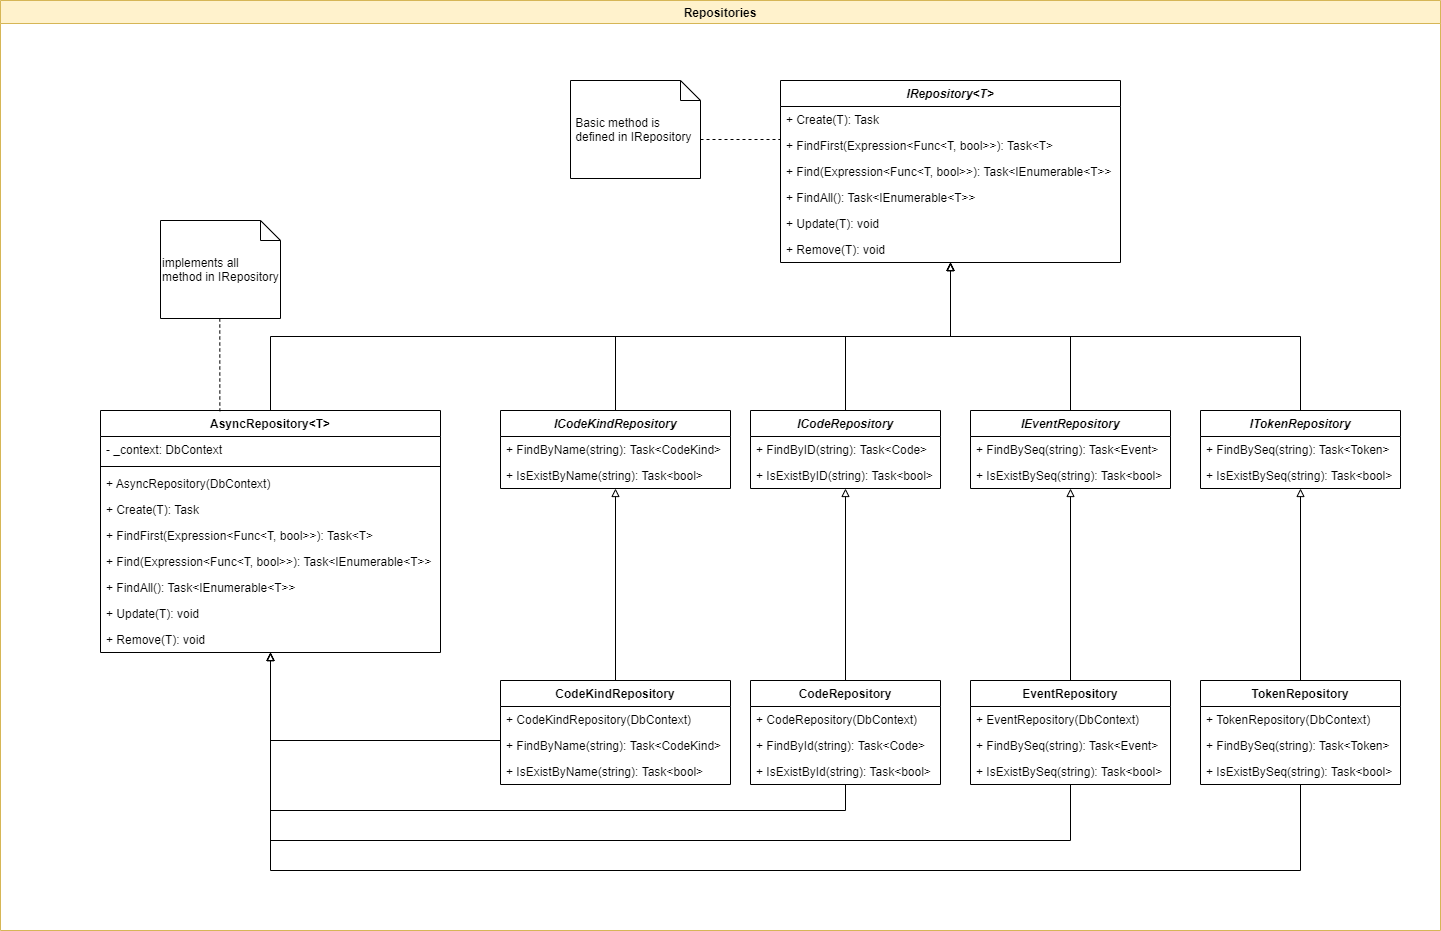 Repositories
Basic method is
defined in IRepository
IRepository<T>
+ Create(T): Task
+ FindFirst(Expression<Func<T, bool>>): Task<T>
+ Find(Expression<Func<T, bool>>): Task<IEnumerable<T>>
+ FindAll(): Task<IEnumerable<T>>
+ Update(T): void
+ Remove(T): void
implements all
method in IRepository
AsyncRepository<T>
- _context: DbContext
+ AsyncRepository(DbContext)
+ Create(T): Task
+ FindFirst(Expression<Func<T, bool>>): Task<T>
+ Find(Expression<Func<T, bool>>): Task<IEnumerable<T>>
+ FindAll(): Task<IEnumerable<T>>
+ Update(T): void
+ Remove(T): void
ICodeKindRepository
+ FindByName(string): Task<CodeKind>
+ IsExistByName(string): Task<bool>
ICodeRepository
+ FindByID(string): Task<Code>
+ IsExistByID(string): Task<bool>
IEventRepository
+ FindBySeq(string): Task<Event>
+ IsExistBySeq(string): Task<bool>
ITokenRepository
+ FindBySeq(string): Task<Token>
+ IsExistBySeq(string): Task<bool>
CodeKindRepository
+ CodeKindRepository(DbContext)
+ FindByName(string): Task<CodeKind>
+ IsExistByName(string): Task<bool>
CodeRepository
+ CodeRepository(DbContext)
+ FindById(string): Task<Code>
+ IsExistById(string): Task<bool>
EventRepository
+ EventRepository(DbContext)
+ FindBySeq(string): Task<Event>
+ IsExistBySeq(string): Task<bool>
TokenRepository
+ TokenRepository(DbContext)
+ FindBySeq(string): Task<Token>
+ IsExistBySeq(string): Task<bool>